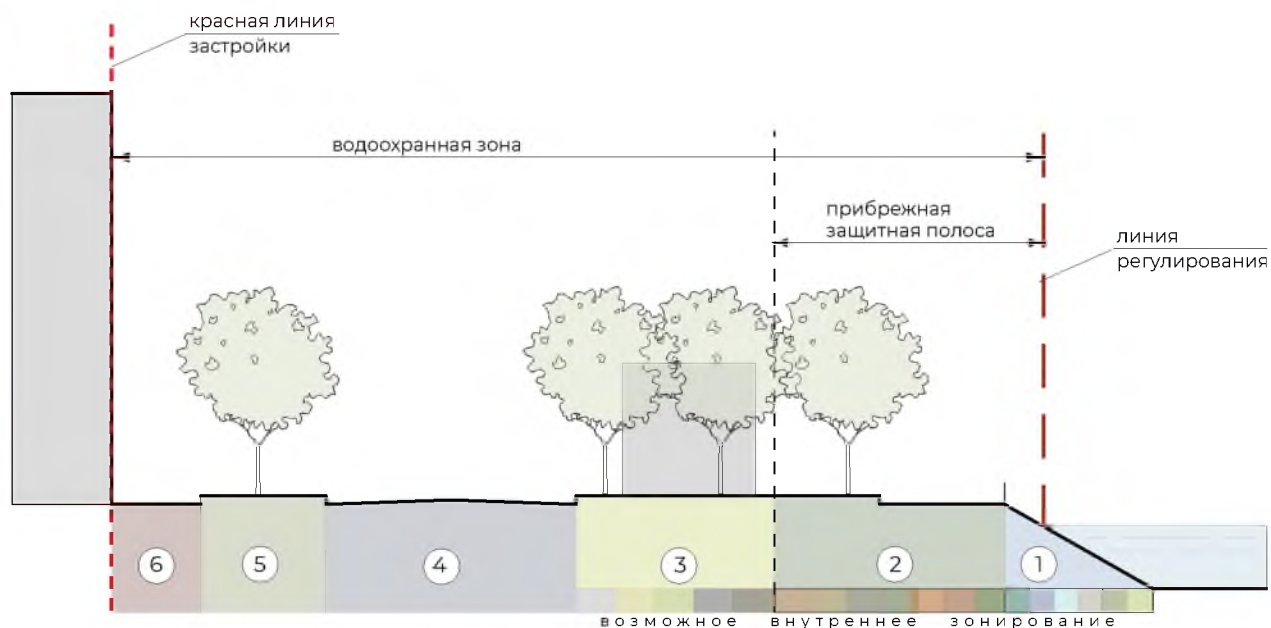 красная линия
застройки
водоохранная зона
прибрежная
защитная полоса
линия
регулирования
6
5
4
3
2
1
возможное внутреннее зонирование